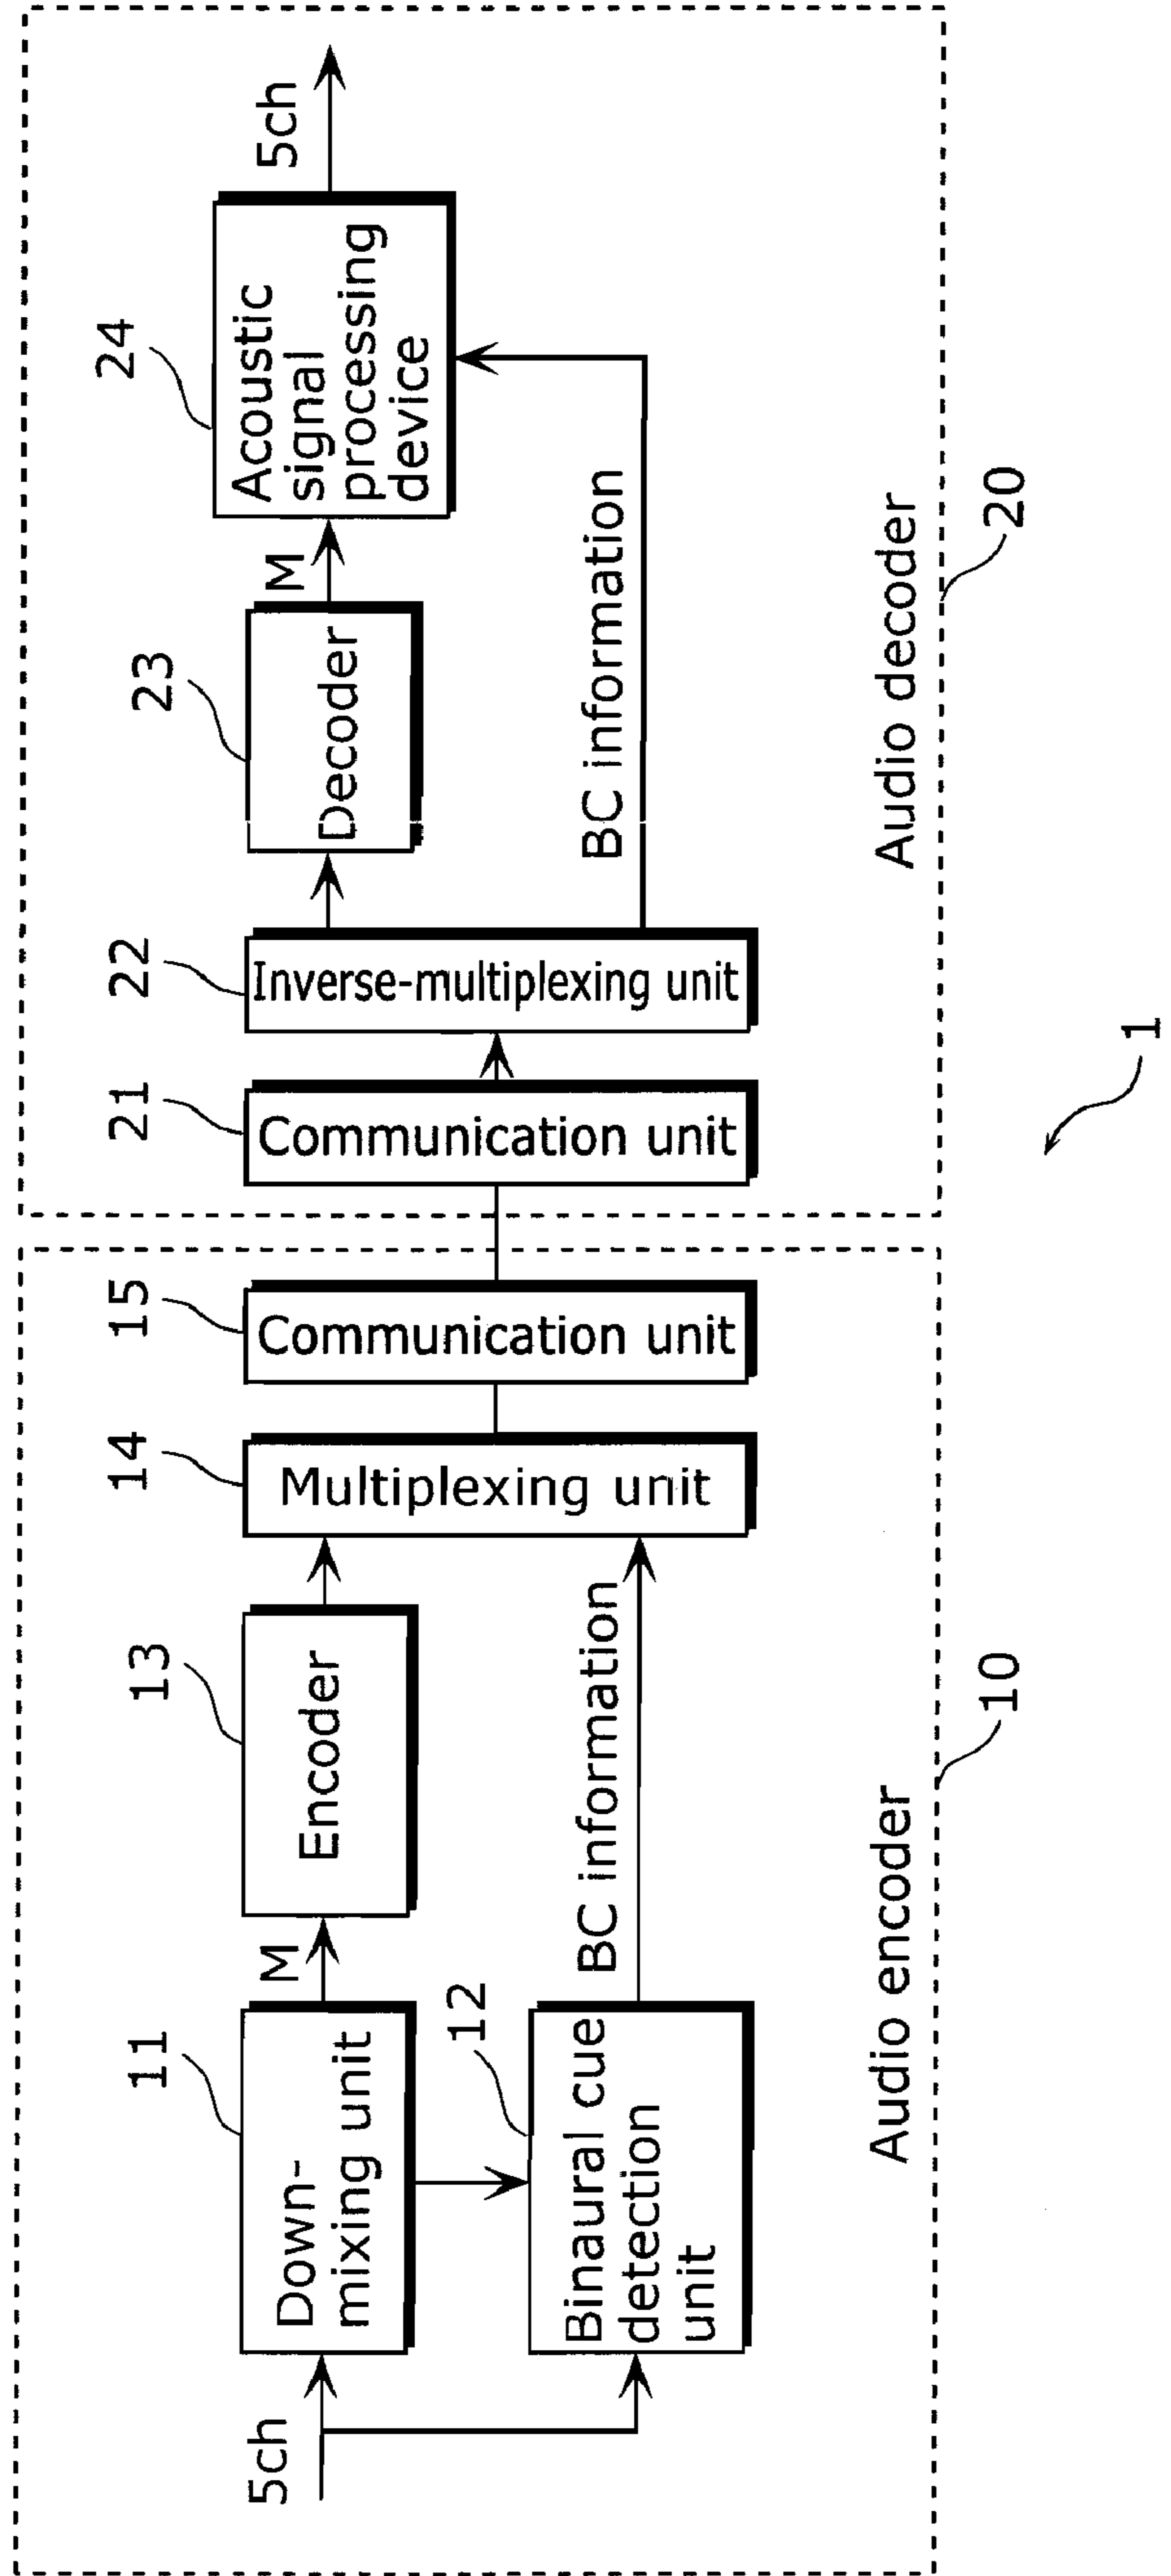 5ch
11
Down-
mixing unit
M
13
Encoder
12
Binaural cue
detection
unit
BC information
14
Multiplexing unit
15
Communication unit
Audio encoder
10
21
Communication unit
22
Inverse-multiplexing unit
23
Decoder
M
24
Acoustic
signal
processing
device
5ch
BC information
Audio decoder
20
1